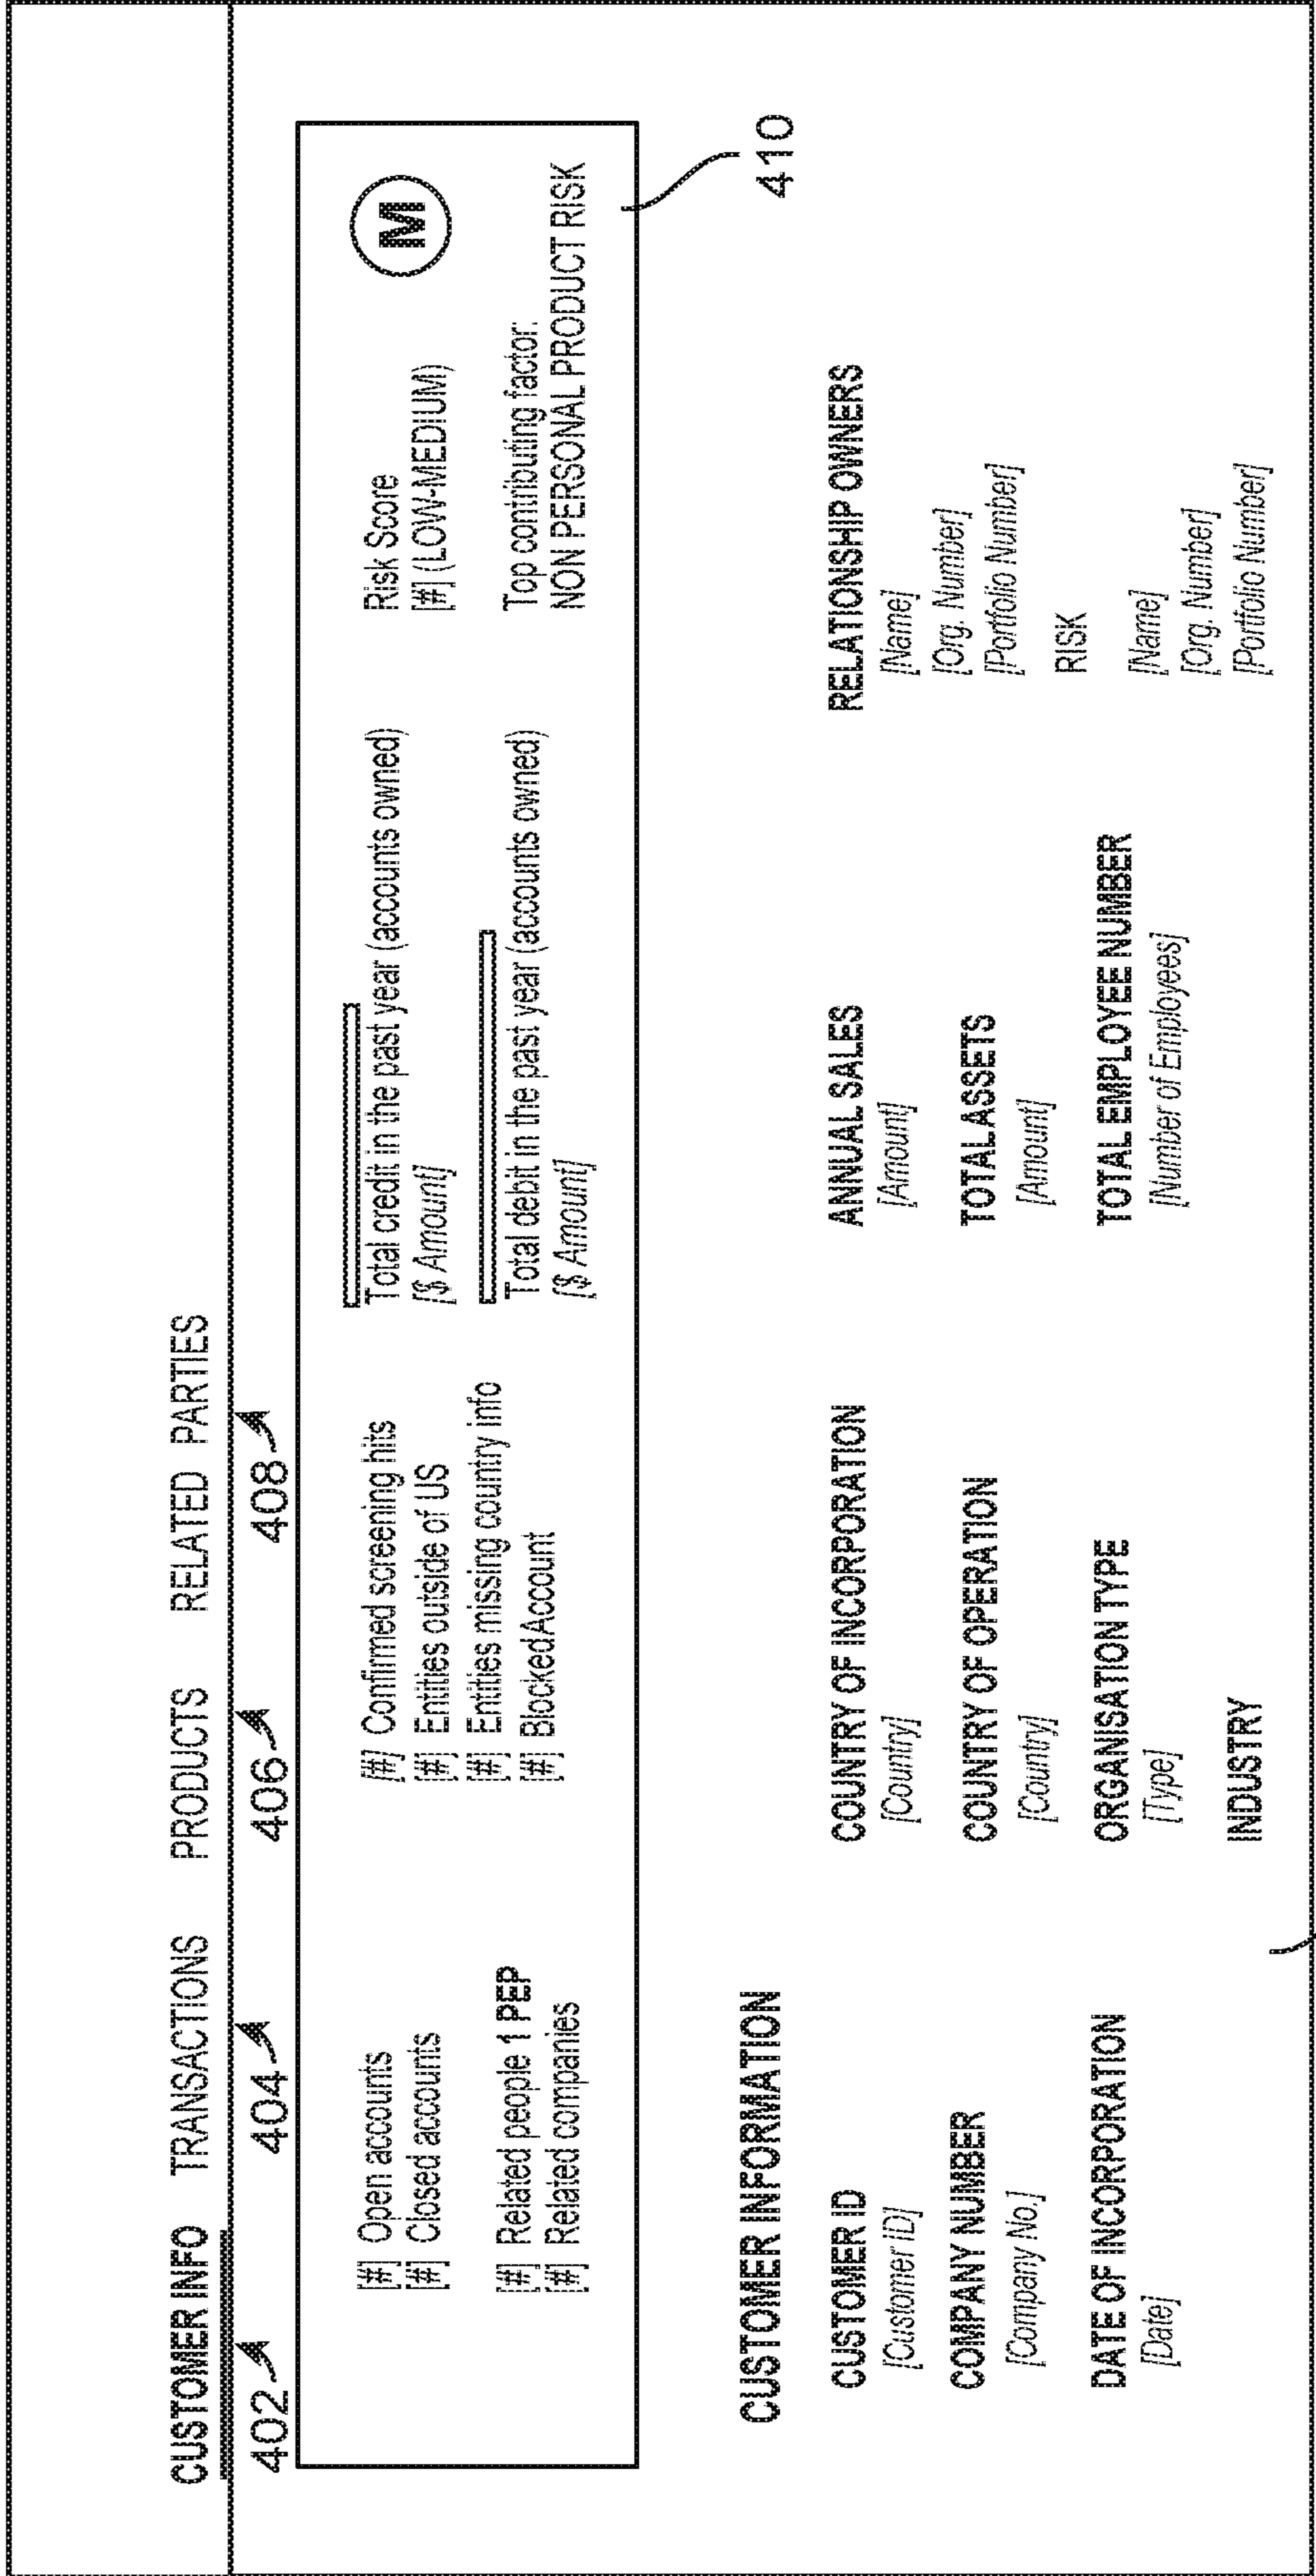 CUSTOMER INFO TRANSACTIONS PRODUCTS RELATED PARTIES
402 404 406 408
[#] Open accounts
[#] Closed accounts
[#] Related people 1 PEP
[#] Related companies
[#] Confirmed screening hits
[#] Entities outside of US
[#] Entities missing country info
[#] BlockedAccount
Total credit in the past year (accounts owned)
[$ Amount]
Total debit in the past year (accounts owned)
[$ Amount]
Risk Score
[#] (LOW-MEDIUM)
M
Top contributing factor:
NON PERSONAL PRODUCT RISK
410
CUSTOMER INFORMATION
CUSTOMER ID
[Customer ID]
COMPANY NUMBER
[Company No.]
DATE OF INCORPORATION
[Date]
COUNTRY OF INCORPORATION
[Country]
COUNTRY OF OPERATION
[Country]
ORGANISATION TYPE
[Type]
INDUSTRY
ANNUAL SALES
[Amount]
TOTAL ASSETS
[Amount]
TOTAL EMPLOYEE NUMBER
[Number of Employees]
RELATIONSHIP OWNERS
[Name]
[Org. Number]
[Portfolio Number]
RISK
[Name]
[Org. Number]
[Portfolio Number]